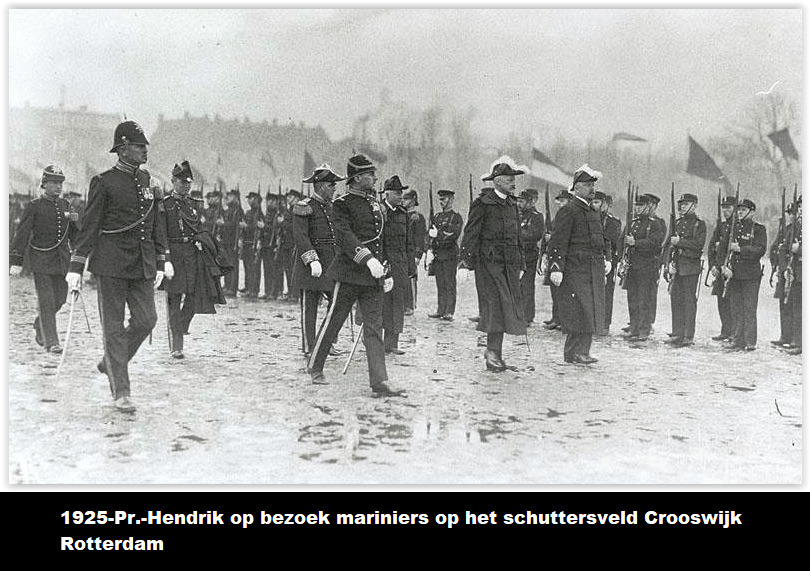 1925-Pr.-Hendrik op bezoek mariniers op het schuttersveld Crooswijk
Rotterdam